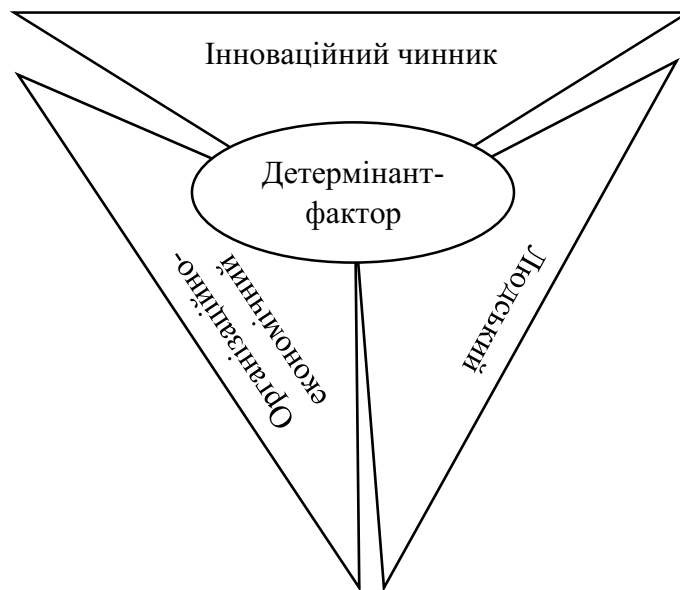 Інноваційний чинник
Детермінант-
фактор
Організаційно-
економічний
Людський